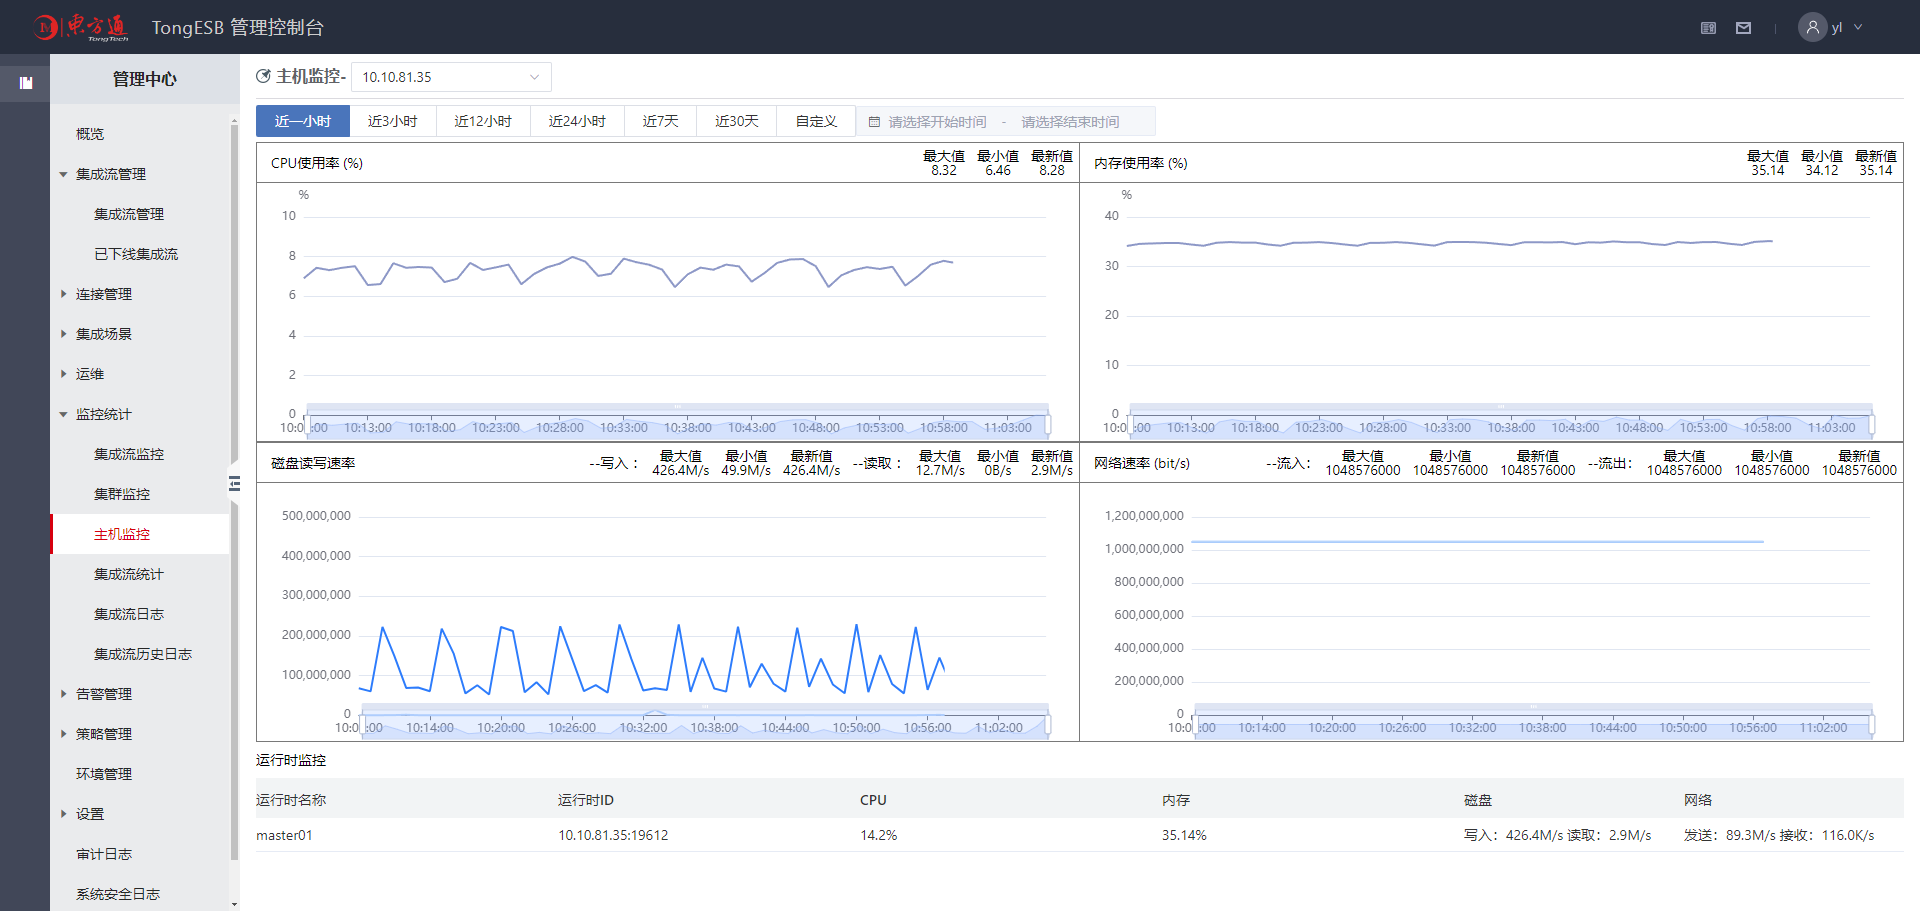 東方通
TongTech
TongESB 管理控制台
yl
管理中心
概览
集成流管理
集成流管理
已下线集成流
连接管理
集成场景
运维
监控统计
集成流监控
集群监控
主机监控
集成流统计
集成流日志
集成流历史日志
告警管理
策略管理
环境管理
设置
审计日志
系统安全日志
主机监控- 10.10.81.35
近一小时 近3小时 近12小时 近24小时 近7天 近30天 自定义 请选择开始时间 - 请选择结束时间
CPU使用率 (%) 最大值 最小值 最新值
8.32 6.46 8.28
%
10
8
6
4
2
0
10:0 :00 10:13:00 10:18:00 10:23:00 10:28:00 10:33:00 10:38:00 10:43:00 10:48:00 10:53:00 10:58:00 11:03:00
内存使用率 (%) 最大值 最小值 最新值
35.14 34.12 35.14
%
40
30
20
10
0
10:0 :00 10:13:00 10:18:00 10:23:00 10:28:00 10:33:00 10:38:00 10:43:00 10:48:00 10:53:00 10:58:00 11:03:00
磁盘读写速率 --写入： 最大值 最小值 最新值 --读取： 最大值 最小值 最新值
426.4M/s 49.9M/s 426.4M/s 12.7M/s 0B/s 2.9M/s
500,000,000
400,000,000
300,000,000
200,000,000
100,000,000
0
10:0 :00 10:14:00 10:20:00 10:26:00 10:32:00 10:38:00 10:44:00 10:50:00 10:56:00 11:02:00
网络速率 (bit/s) --流入： 最大值 最小值 最新值 --流出： 最大值 最小值 最新值
1048576000 1048576000 1048576000 1048576000 1048576000 1048576000
1,200,000,000
1,000,000,000
800,000,000
600,000,000
400,000,000
200,000,000
0
10:0 :00 10:14:00 10:20:00 10:26:00 10:32:00 10:38:00 10:44:00 10:50:00 10:56:00 11:02:00
运行时监控
运行时名称 运行时ID CPU 内存 磁盘 网络
master01 10.10.81.35:19612 14.2% 35.14% 写入：426.4M/s 读取：2.9M/s 发送：89.3M/s 接收：116.0K/s